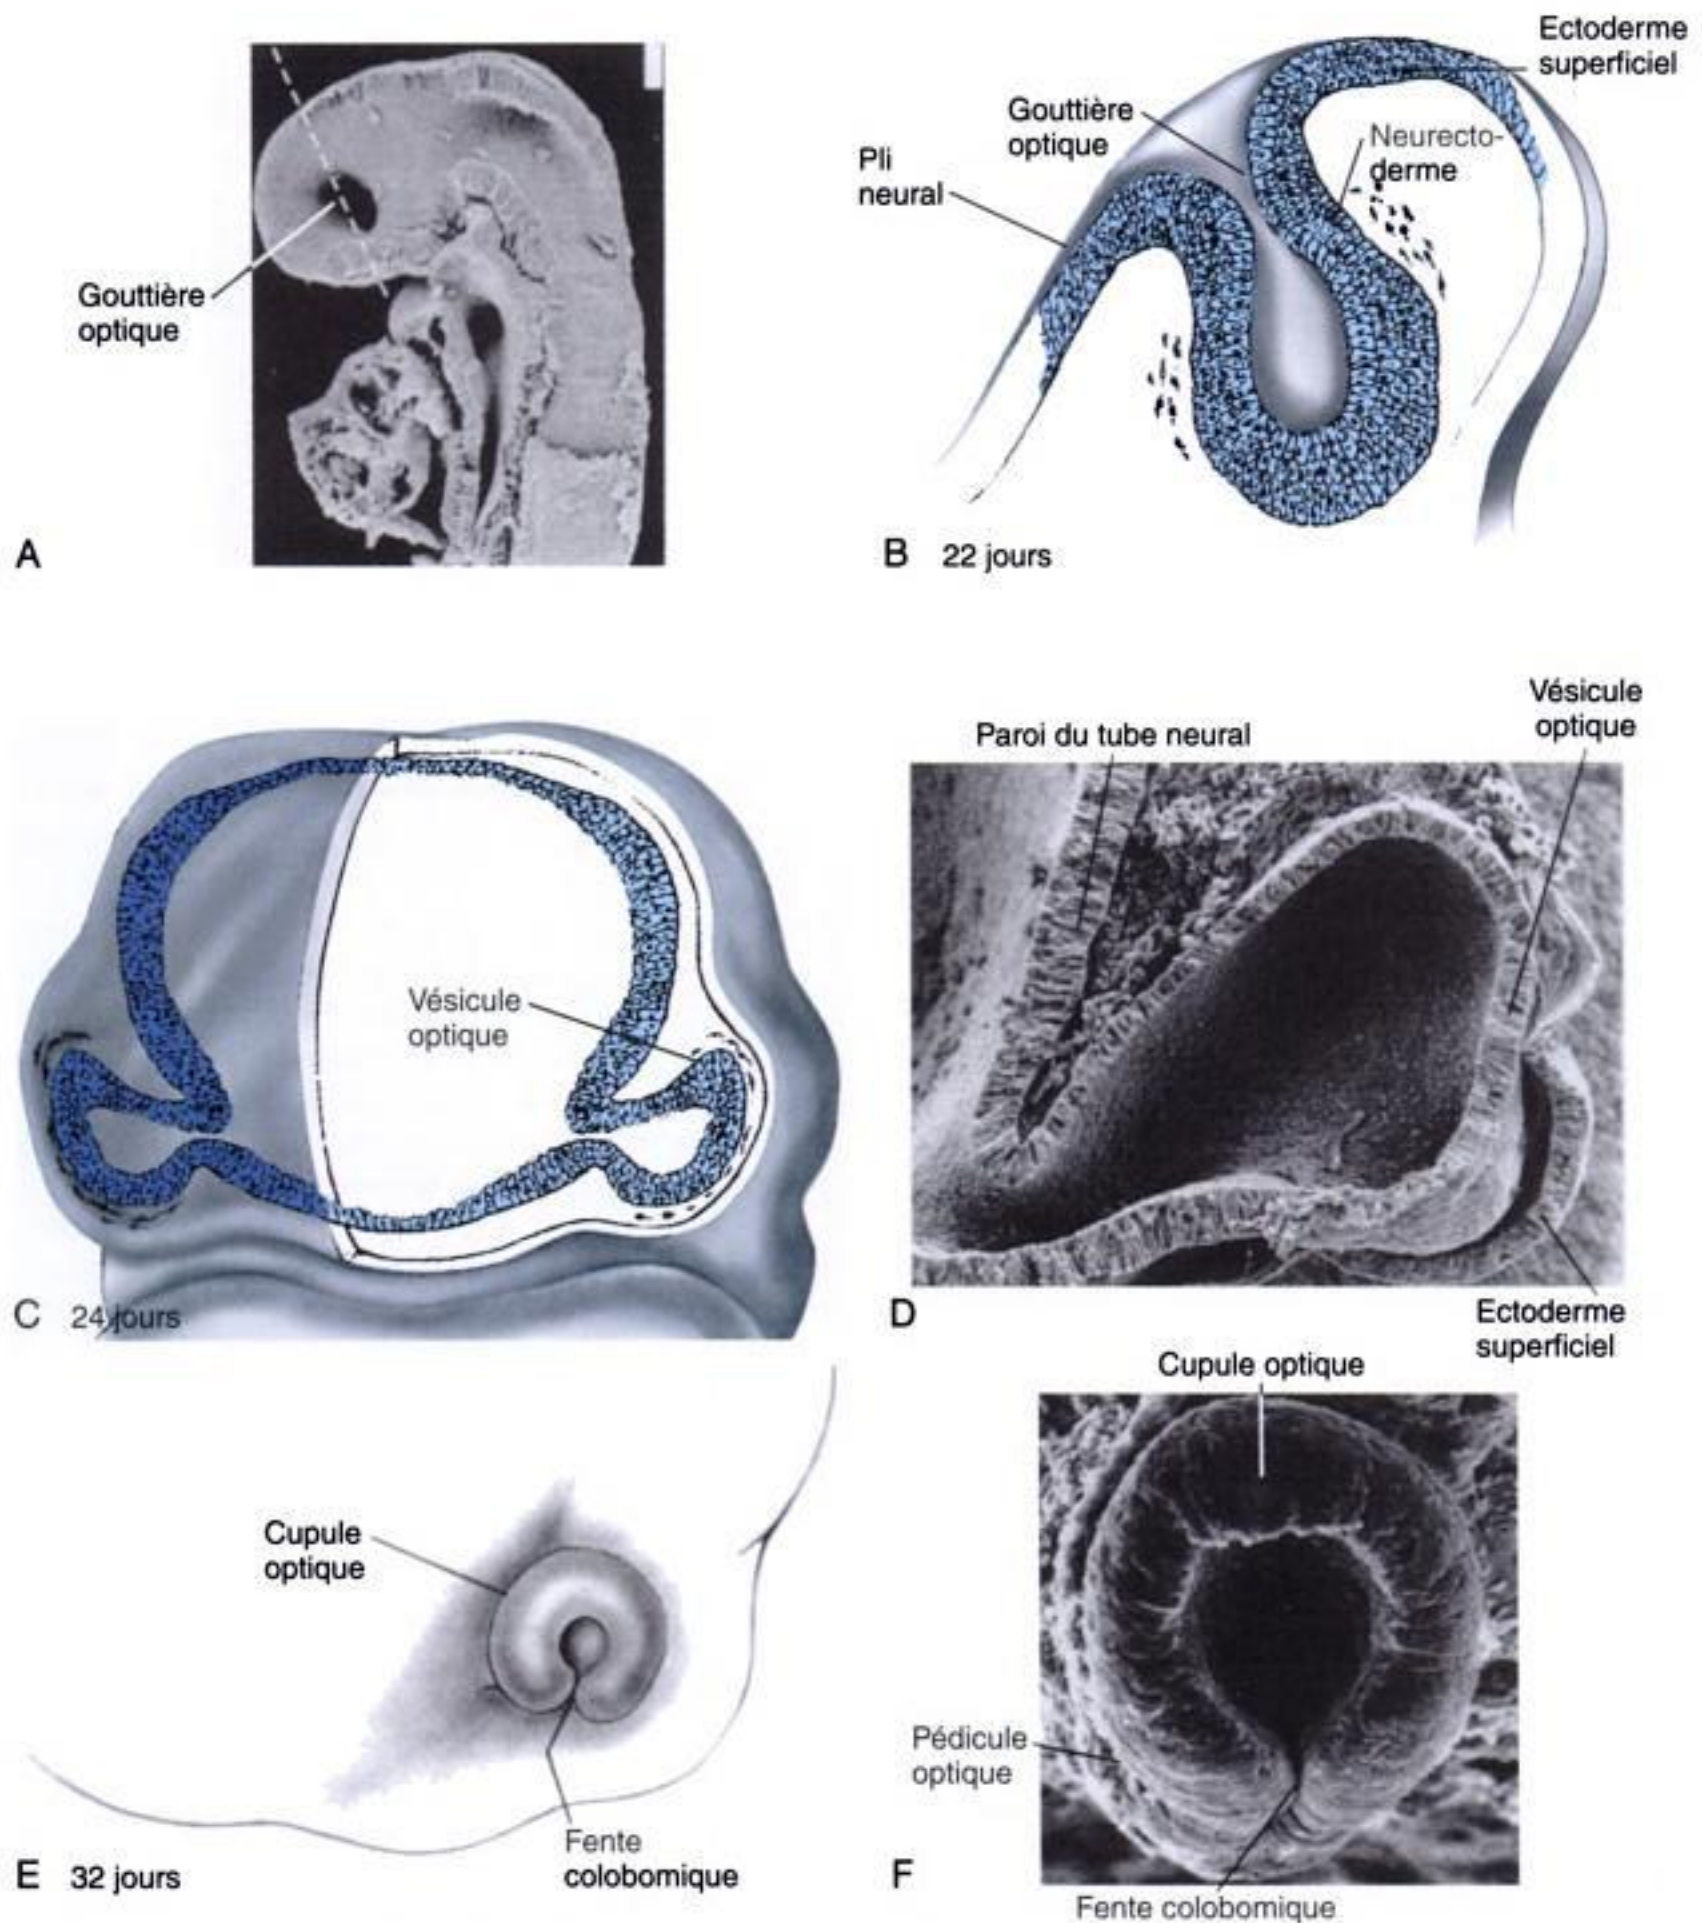 Gouttière
optique
A
Ectoderme
superficiel
Gouttière
optique
Neurecto-
derme
Pli
neural
B 22 jours
Vésicule
optique
C 24 jours
Paroi du tube neural
Vésicule
optique
D
Ectoderme
superficiel
Cupule
optique
Fente
colobomique
E 32 jours
Cupule optique
Pédicule
optique
F
Fente colobomique